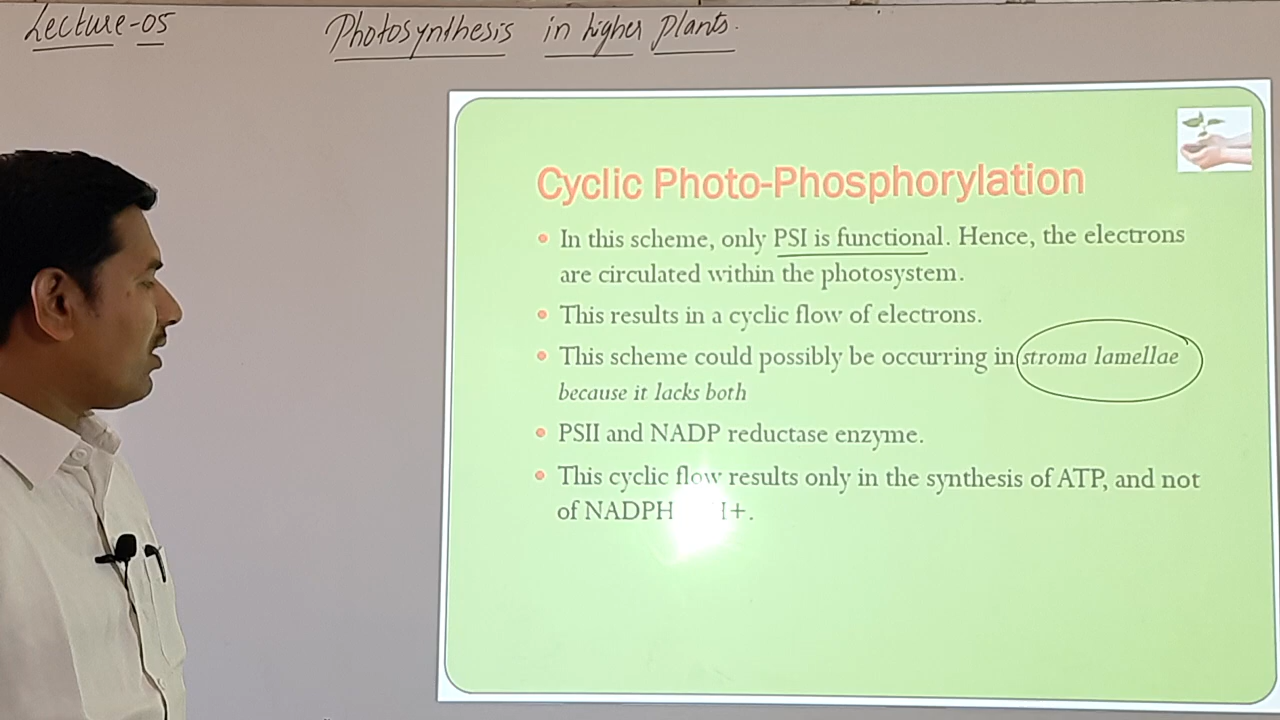 Lecture-05
Photosynthesis in higher plants.
Cyclic Photo-Phosphorylation
In this scheme, only PSI is functional. Hence, the electrons
are circulated within the photosystem.
This results in a cyclic flow of electrons.
This scheme could possibly be occurring in stroma lamellae
because it lacks both
PSII and NADP reductase enzyme.
This cyclic flow results only in the synthesis of ATP, and not
of NADPH